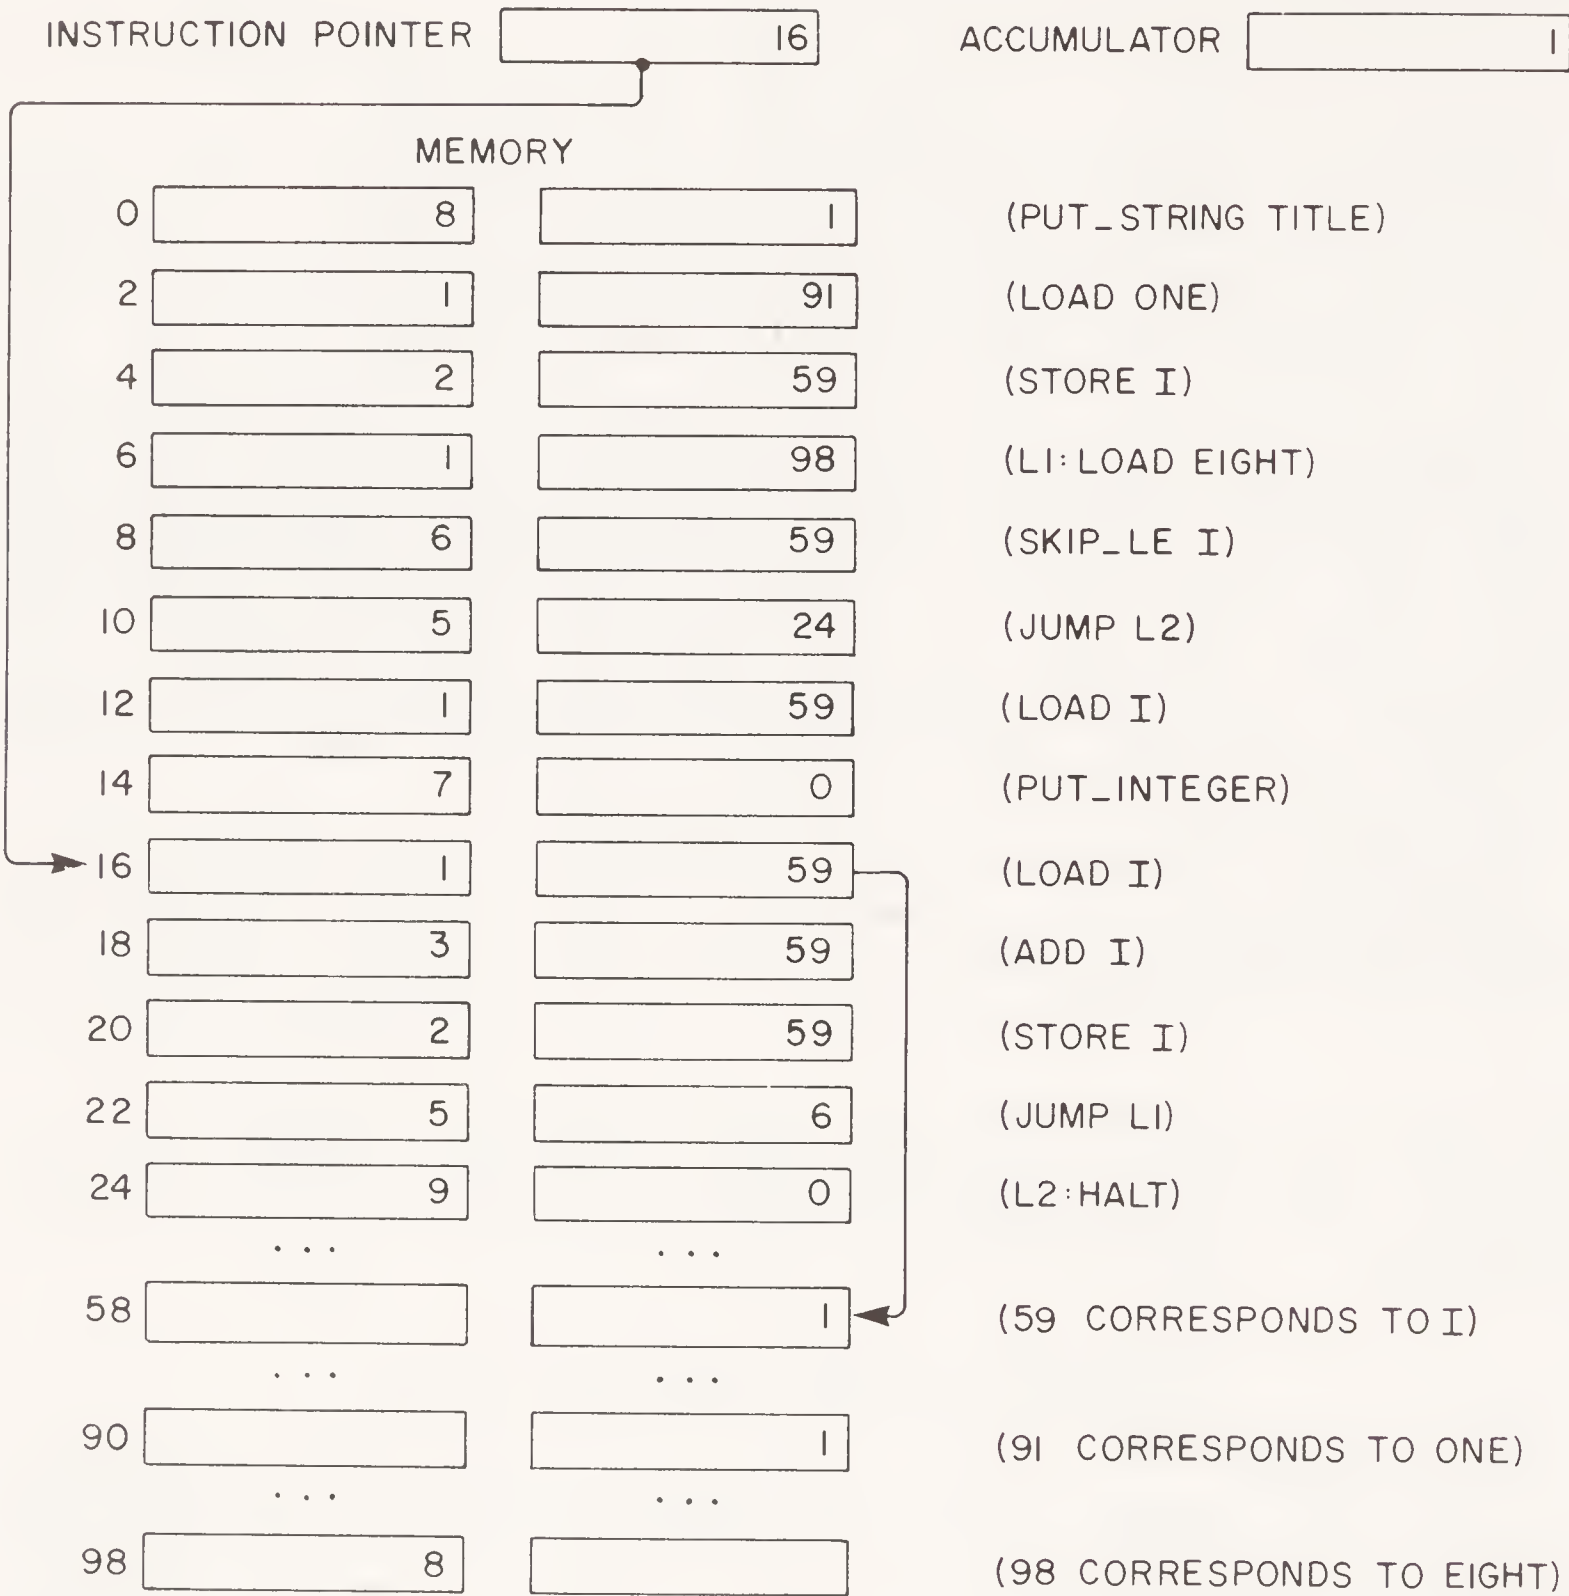 INSTRUCTION POINTER 16 ACCUMULATOR 1
MEMORY
0 8 1 (PUT_STRING TITLE)
2 1 91 (LOAD ONE)
4 2 59 (STORE I)
6 1 98 (L1: LOAD EIGHT)
8 6 59 (SKIP_LE I)
10 5 24 (JUMP L2)
12 1 59 (LOAD I)
14 7 0 (PUT_INTEGER)
16 1 59 (LOAD I)
18 3 59 (ADD I)
20 2 59 (STORE I)
22 5 6 (JUMP L1)
24 9 0 (L2: HALT)
... ...
58 1 (59 CORRESPONDS TO I)
... ...
90 1 (91 CORRESPONDS TO ONE)
... ...
98 8 (98 CORRESPONDS TO EIGHT)